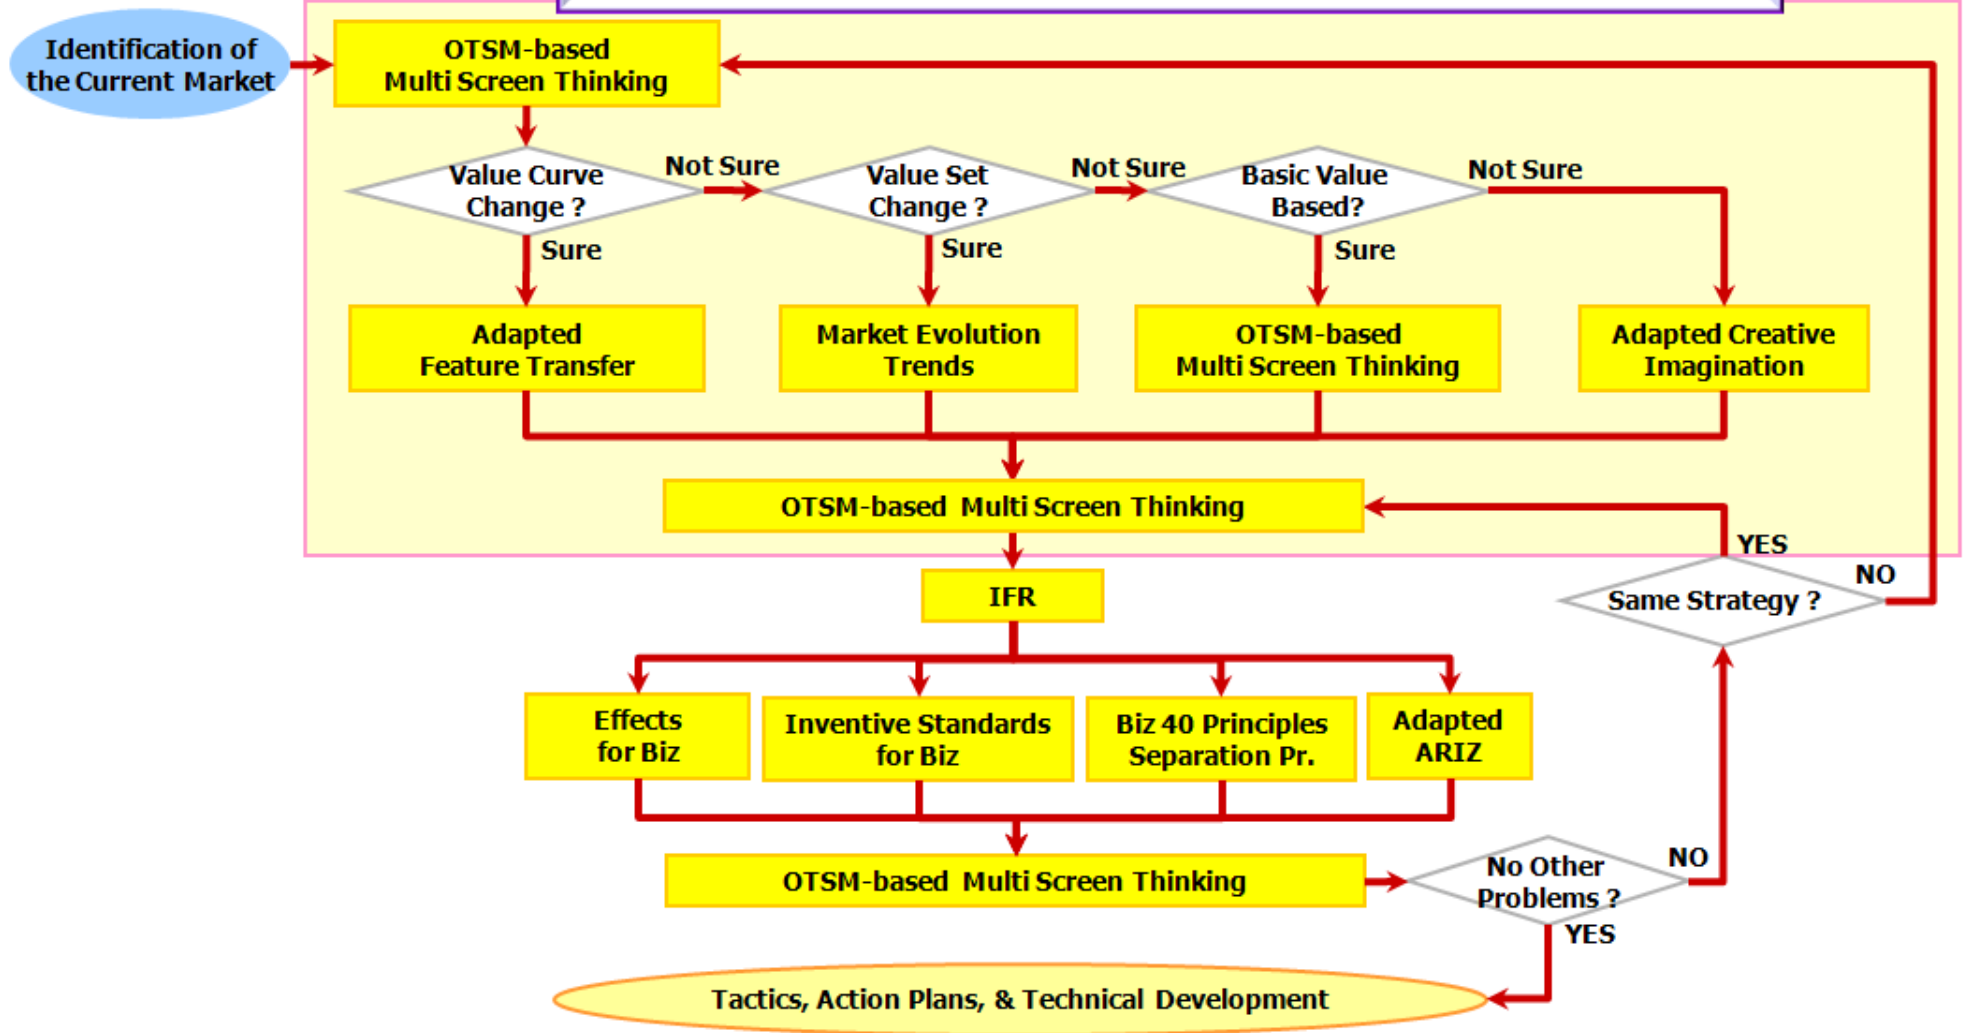 Identification of
the Current Market
OTSM-based
Multi Screen Thinking
Value Curve
Change ?
Not Sure
Value Set
Change ?
Not Sure
Basic Value
Based?
Not Sure
Sure
Sure
Sure
Adapted
Feature Transfer
Market Evolution
Trends
OTSM-based
Multi Screen Thinking
Adapted Creative
Imagination
OTSM-based Multi Screen Thinking
YES
NO
Same Strategy ?
IFR
Effects
for Biz
Inventive Standards
for Biz
Biz 40 Principles
Separation Pr.
Adapted
ARIZ
OTSM-based Multi Screen Thinking
No Other
Problems ?
NO
YES
Tactics, Action Plans, & Technical Development